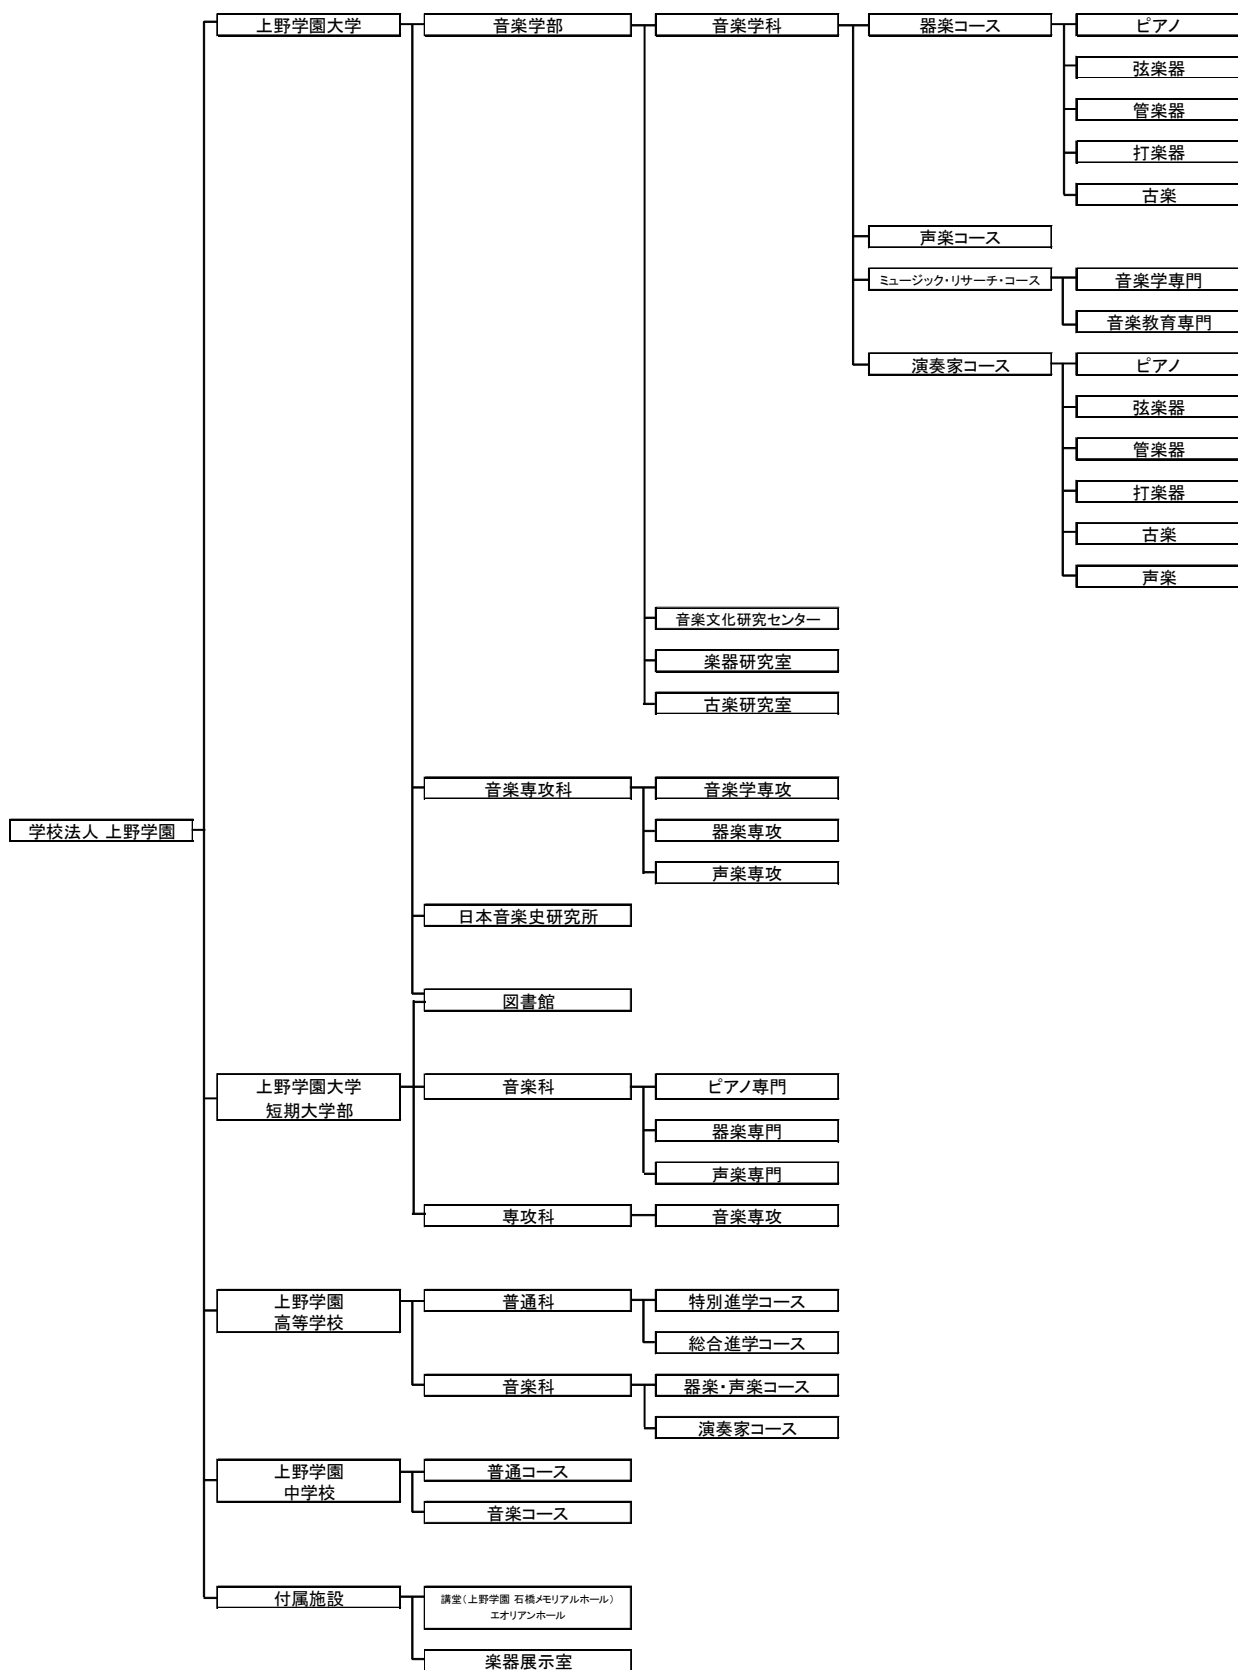 上野学園大学
音楽学部
音楽学科
器楽コース
ピアノ
弦楽器
管楽器
打楽器
古楽
声楽コース
ミュージック・リサーチ・コース
音楽学専門
音楽教育専門
演奏家コース
ピアノ
弦楽器
管楽器
打楽器
古楽
声楽
音楽文化研究センター
楽器研究室
古楽研究室
音楽専攻科
音楽学専攻
学校法人 上野学園
器楽専攻
声楽専攻
日本音楽史研究所
図書館
上野学園大学
短期大学部
音楽科
ピアノ専門
器楽専門
声楽専門
専攻科
音楽専攻
上野学園
高等学校
普通科
特別進学コース
総合進学コース
音楽科
器楽・声楽コース
演奏家コース
上野学園
中学校
普通コース
音楽コース
付属施設
講堂(上野学園 石橋メモリアルホール)
エオリアンホール
楽器展示室